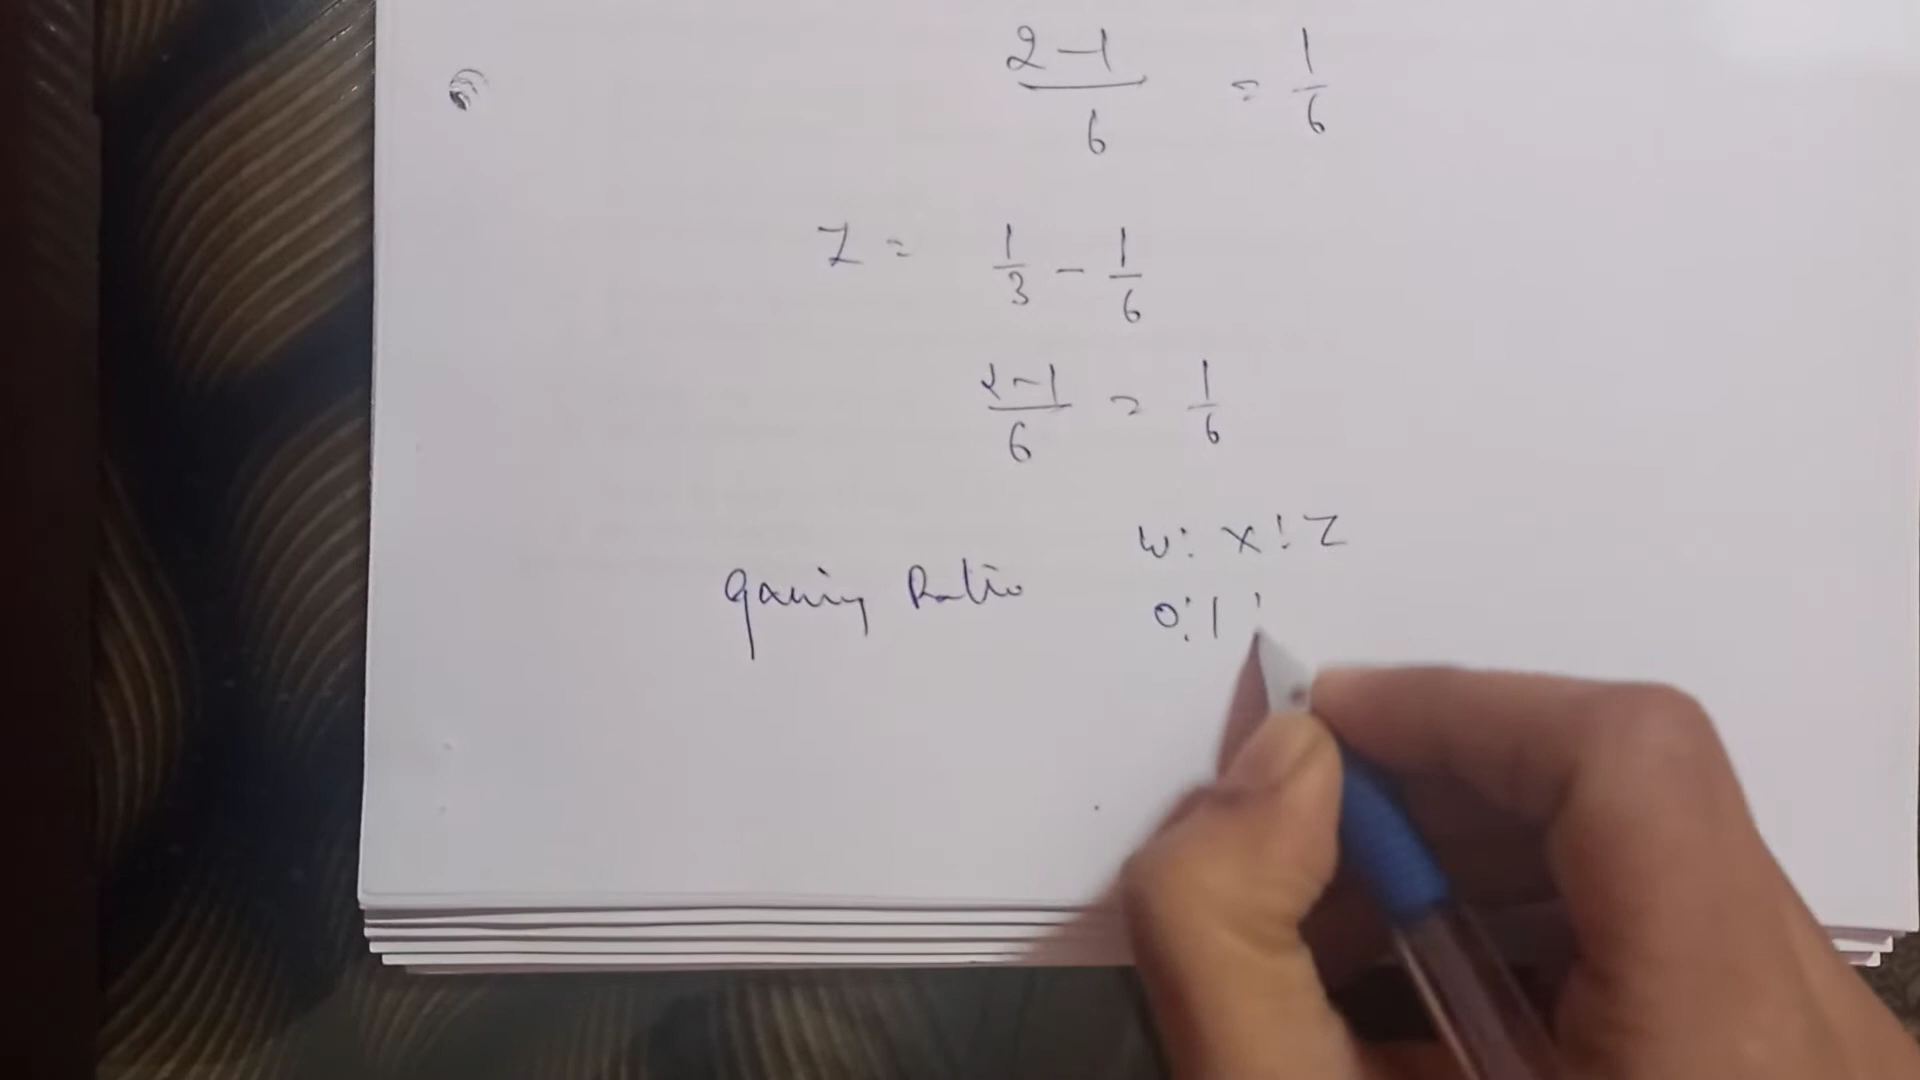 2-1/6 = 1/6
Z = 1/3 - 1/6
2-1/6 = 1/6
W: X: Z
Gaining Ratio 0:1: